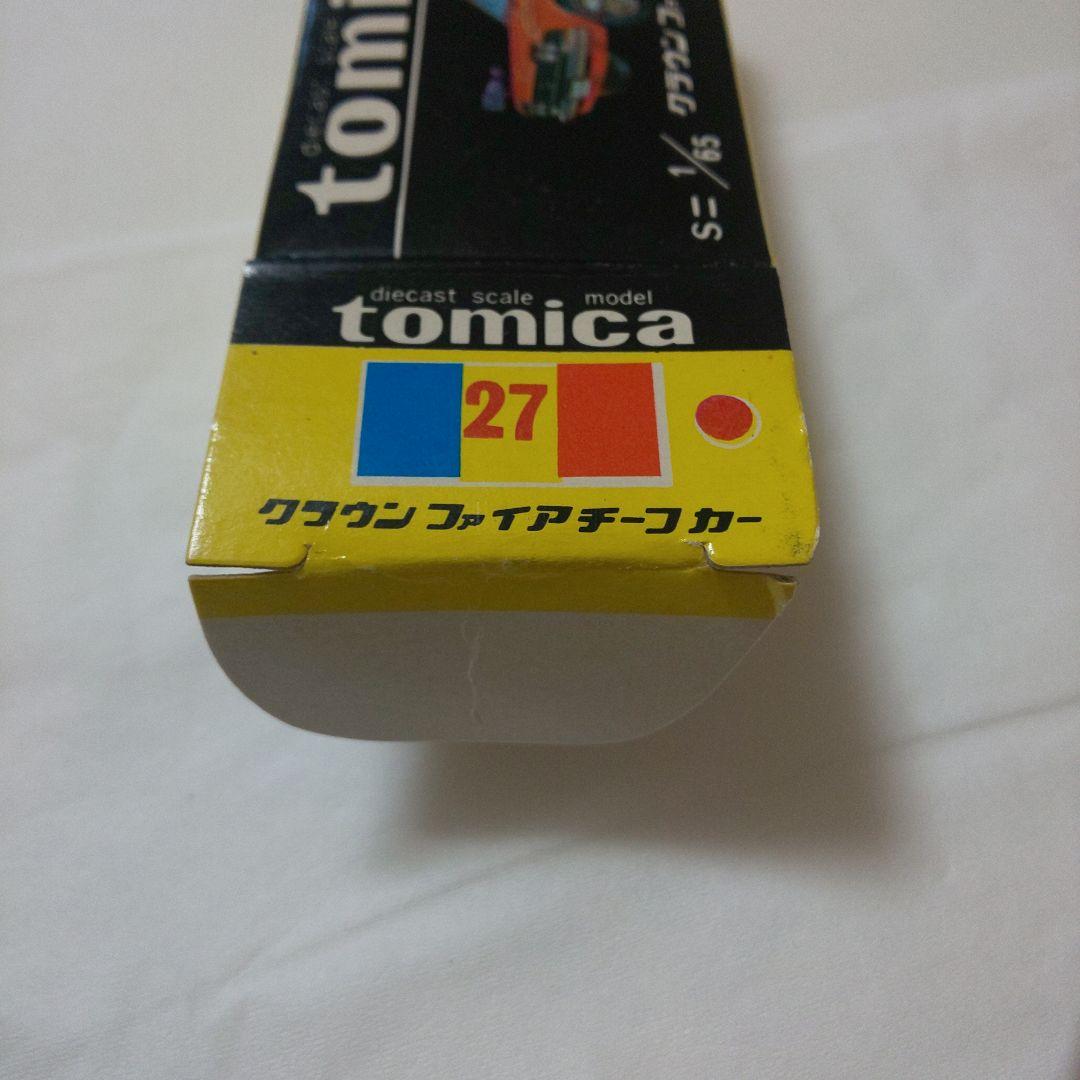 diecast scale
tomi
クラウン ファ
S= 1/65
diecast scale model
tomica
27
クラウン ファイアチーフ カー